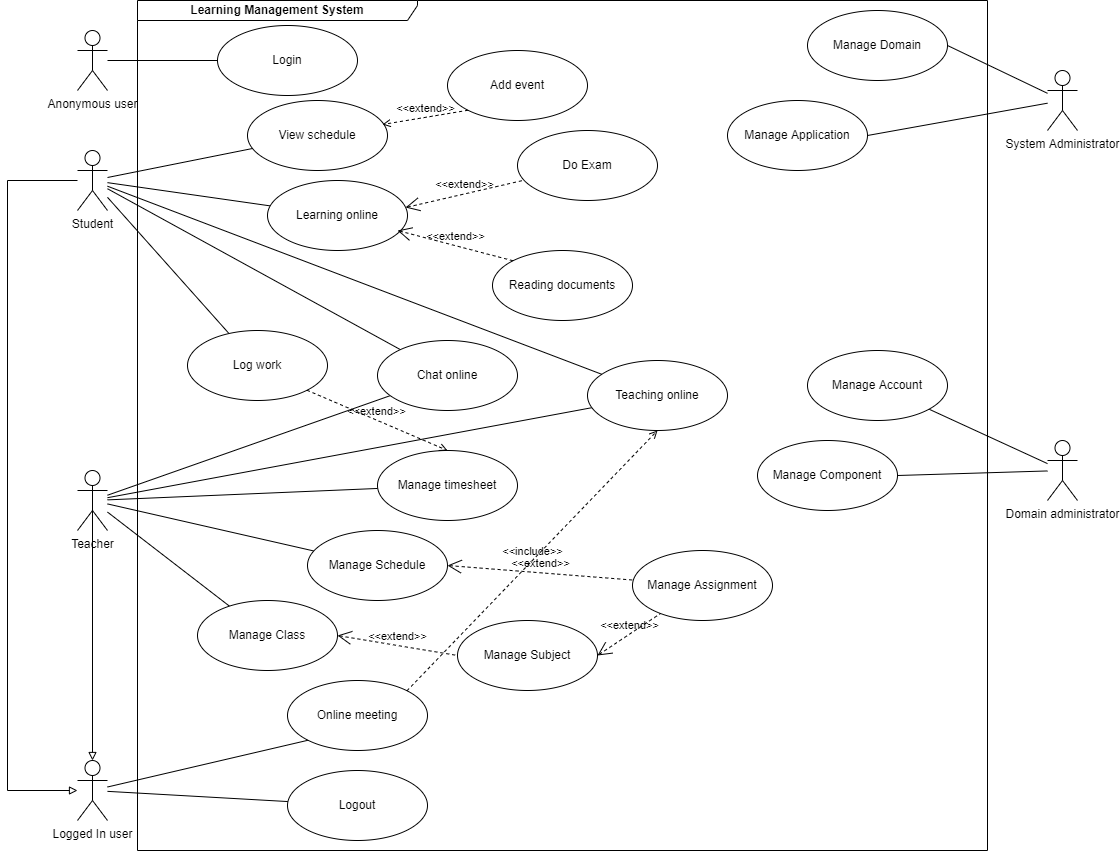 Learning Management System
Anonymous user
Login
Add event
<<extend>>
View schedule
Manage Domain
Manage Application
System Administrator
Student
Do Exam
<<extend>>
Learning online
<<extend>>
Reading documents
Log work
Chat online
Teaching online
<<extend>>
Manage Account
Manage timesheet
Manage Component
Domain administrator
Teacher
Manage Schedule
<<include>>
<<extend>>
Manage Assignment
Manage Class
<<extend>>
<<extend>>
Manage Subject
Online meeting
Logout
Logged In user